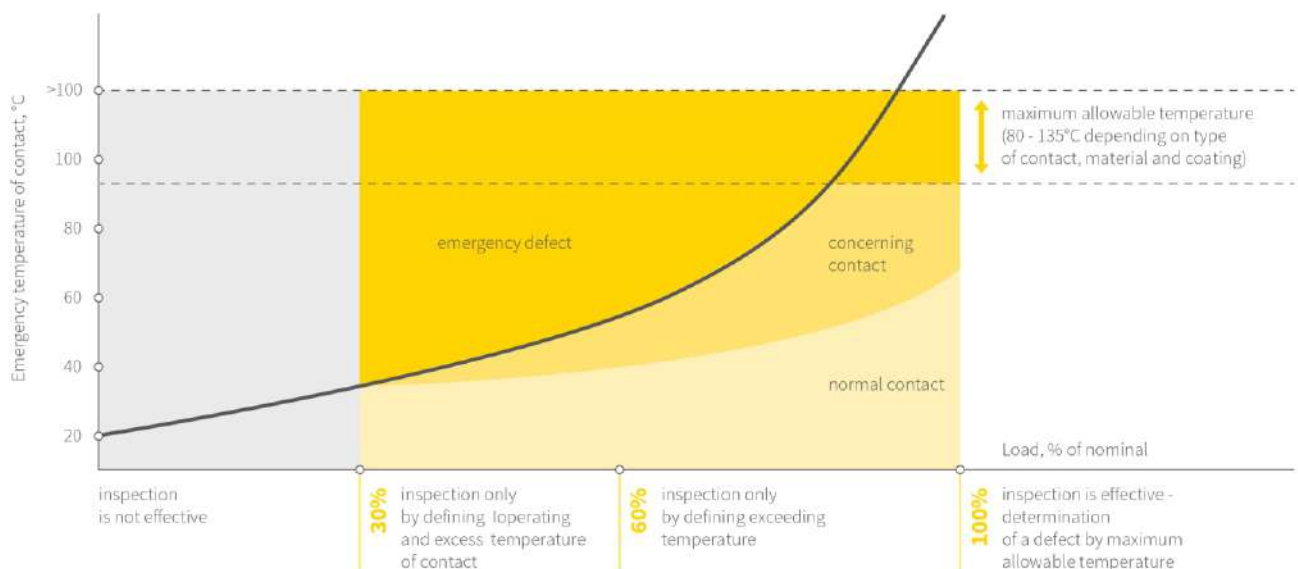 Emergency temperature of contact, °C
>100
100
80
60
40
20
emergency defect
concerning
contact
normal contact
maximum allowable temperature
(80 - 135°C depending on type
of contact, material and coating)
Load, % of nominal
inspection
is not effective
30%
inspection only
by defining loperating
and excess temperature
of contact
60%
inspection only
by defining exceeding
temperature
100%
inspection is effective -
determination
of a defect by maximum
allowable temperature